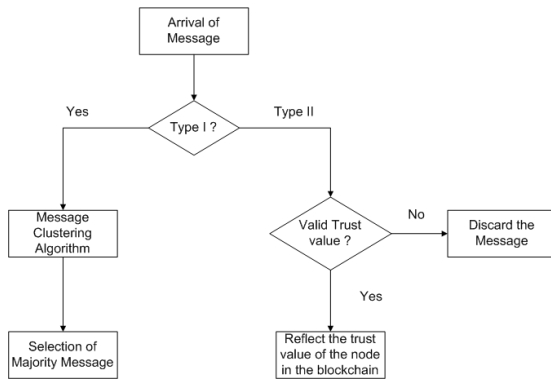 Arrival of
Message
Yes
Type I ?
Type II
Message
Clustering
Algorithm
Valid Trust
value ?
No
Discard the
Message
Yes
Selection of
Majority Message
Reflect the trust
value of the node
in the blockchain